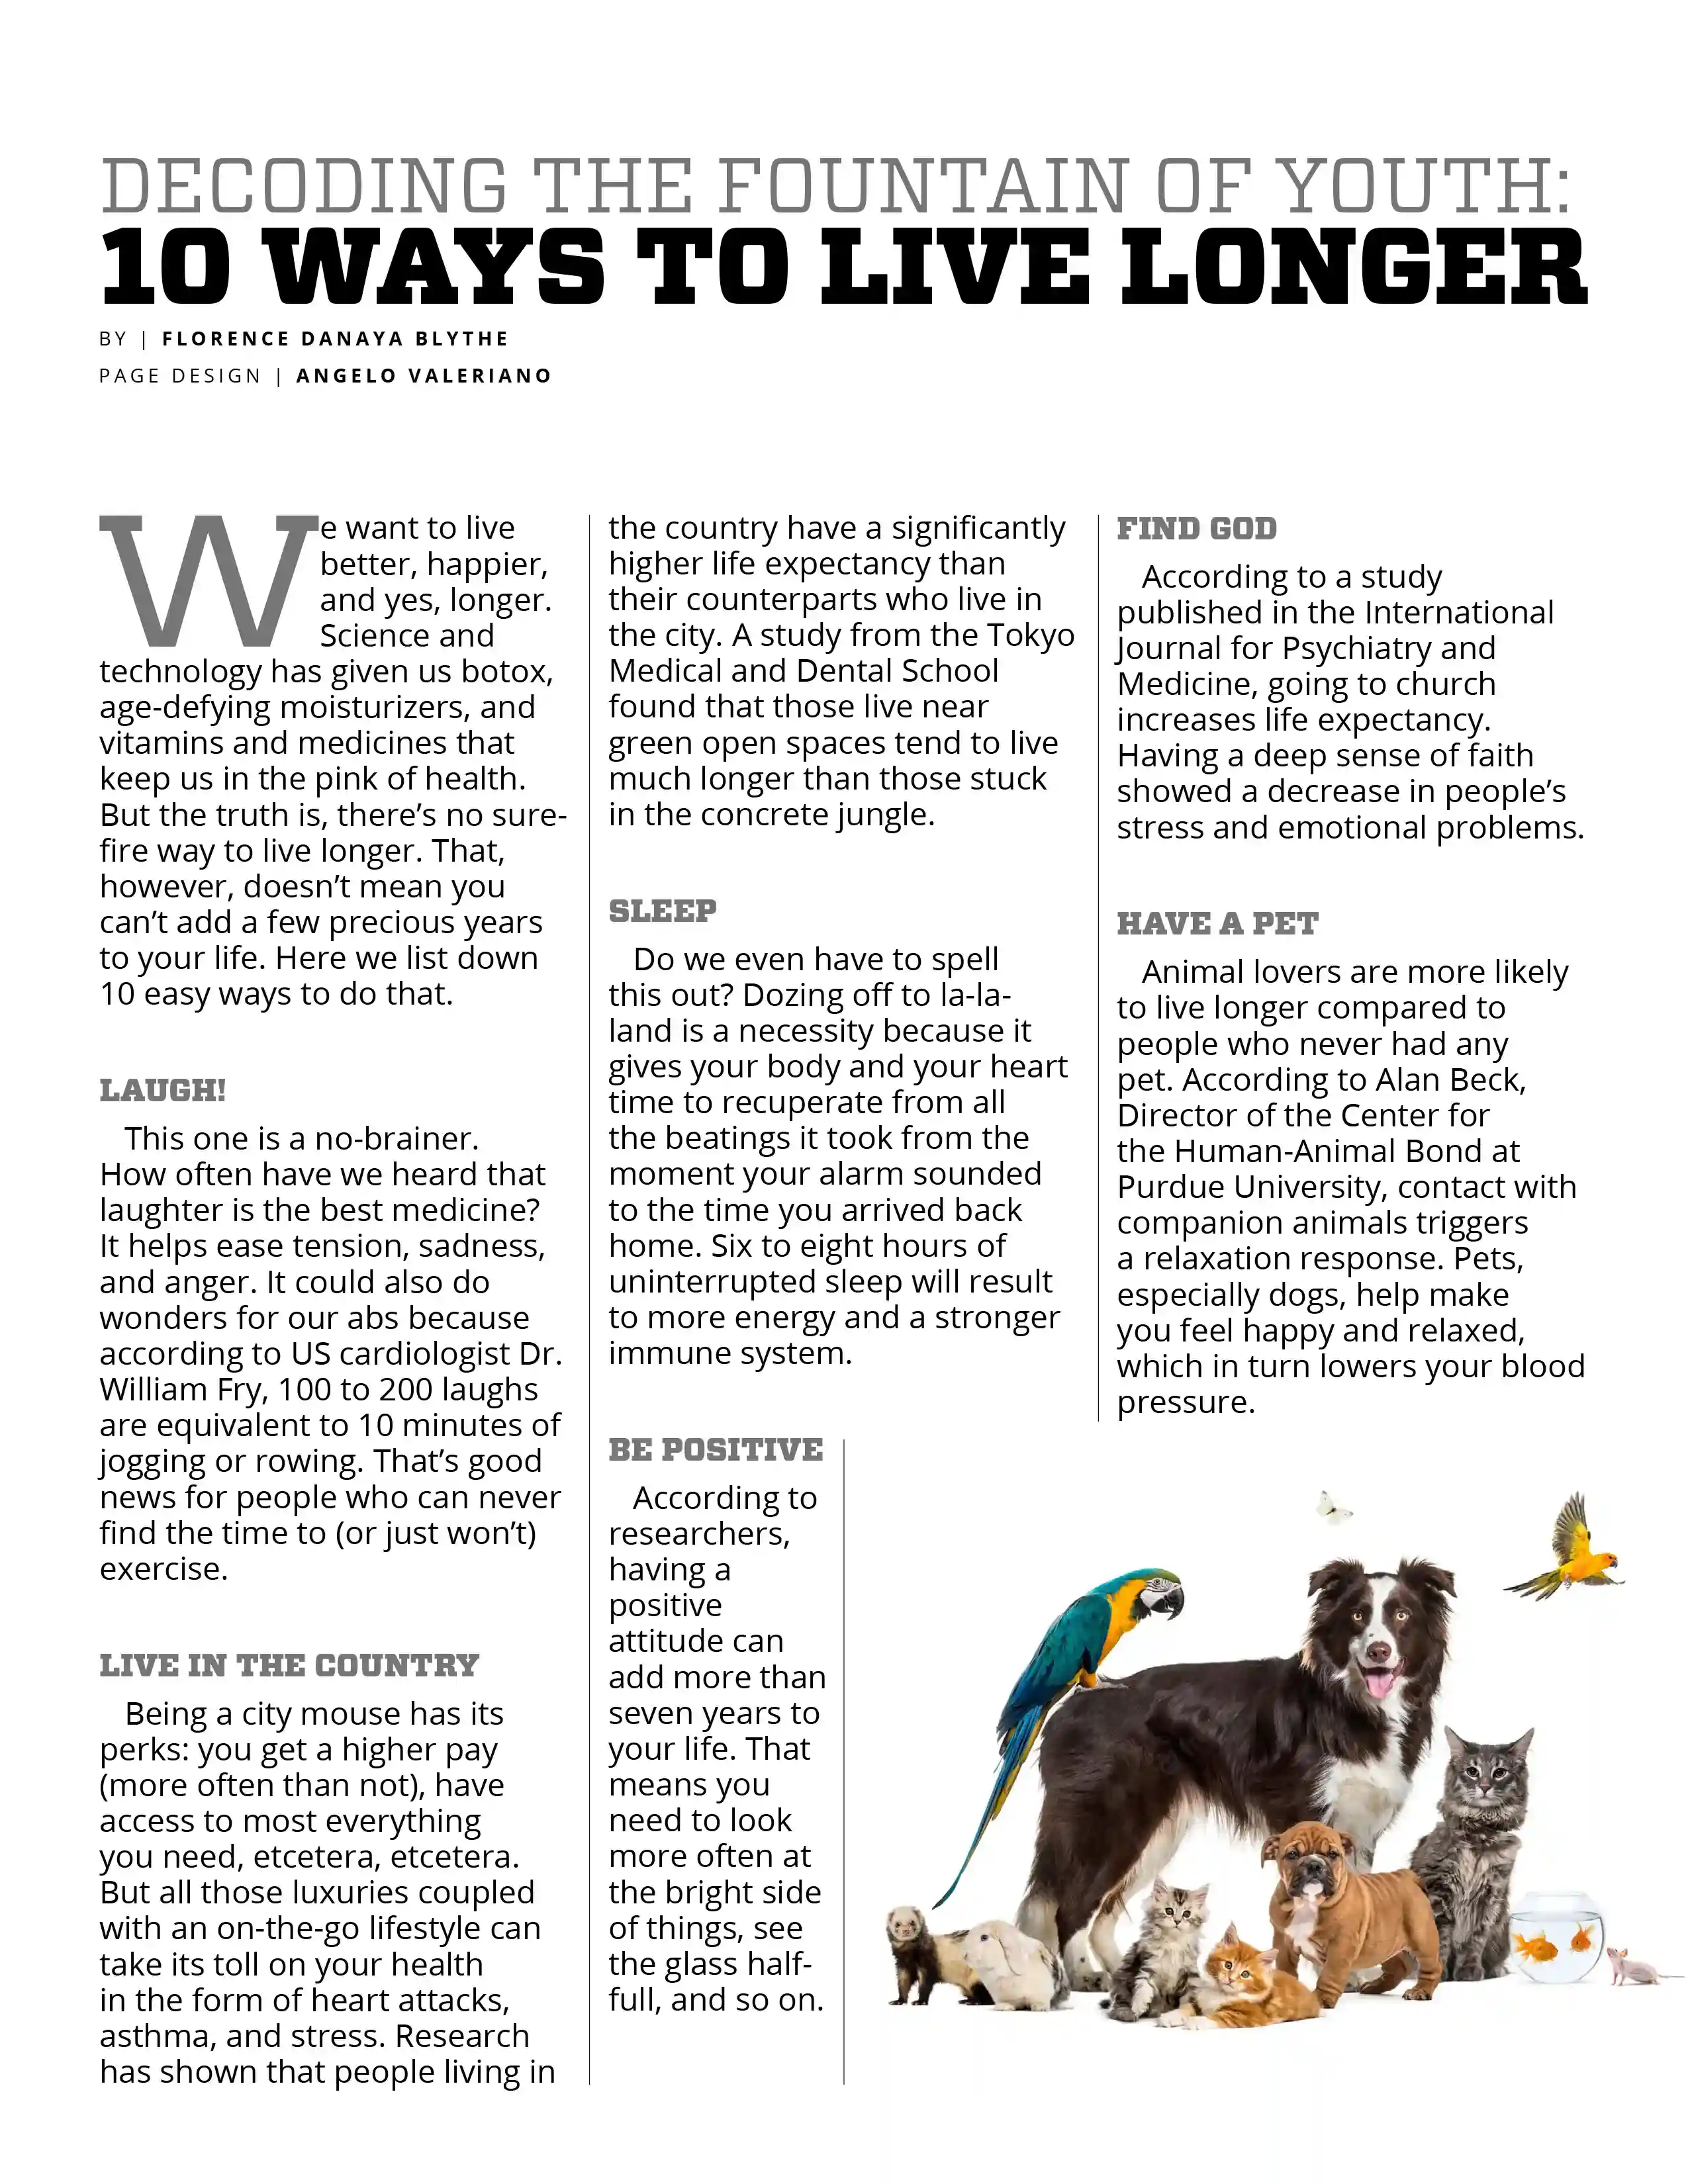 DECODING THE FOUNTAIN OF YOUTH:
10 WAYS TO LIVE LONGER
BY | FLORENCE DANAYA BLYTHE
PAGE DESIGN | ANGELO VALERIANO
We want to live
better, happier,
and yes, longer.
Science and
technology has given us botox,
age-defying moisturizers, and
vitamins and medicines that
keep us in the pink of health.
But the truth is, there’s no sure-
fire way to live longer. That,
however, doesn’t mean you
can’t add a few precious years
to your life. Here we list down
10 easy ways to do that.
LAUGH!
This one is a no-brainer.
How often have we heard that
laughter is the best medicine?
It helps ease tension, sadness,
and anger. It could also do
wonders for our abs because
according to US cardiologist Dr.
William Fry, 100 to 200 laughs
are equivalent to 10 minutes of
jogging or rowing. That’s good
news for people who can never
find the time to (or just won’t)
exercise.
LIVE IN THE COUNTRY
Being a city mouse has its
perks: you get a higher pay
(more often than not), have
access to most everything
you need, etcetera, etcetera.
But all those luxuries coupled
with an on-the-go lifestyle can
take its toll on your health
in the form of heart attacks,
asthma, and stress. Research
has shown that people living in
the country have a significantly
higher life expectancy than
their counterparts who live in
the city. A study from the Tokyo
Medical and Dental School
found that those live near
green open spaces tend to live
much longer than those stuck
in the concrete jungle.
SLEEP
Do we even have to spell
this out? Dozing off to la-la-
land is a necessity because it
gives your body and your heart
time to recuperate from all
the beatings it took from the
moment your alarm sounded
to the time you arrived back
home. Six to eight hours of
uninterrupted sleep will result
to more energy and a stronger
immune system.
BE POSITIVE
According to
researchers,
having a
positive
attitude can
add more than
seven years to
your life. That
means you
need to look
more often at
the bright side
of things, see
the glass half-
full, and so on.
FIND GOD
According to a study
published in the International
Journal for Psychiatry and
Medicine, going to church
increases life expectancy.
Having a deep sense of faith
showed a decrease in people’s
stress and emotional problems.
HAVE A PET
Animal lovers are more likely
to live longer compared to
people who never had any
pet. According to Alan Beck,
Director of the Center for
the Human-Animal Bond at
Purdue University, contact with
companion animals triggers
a relaxation response. Pets,
especially dogs, help make
you feel happy and relaxed,
which in turn lowers your blood
pressure.